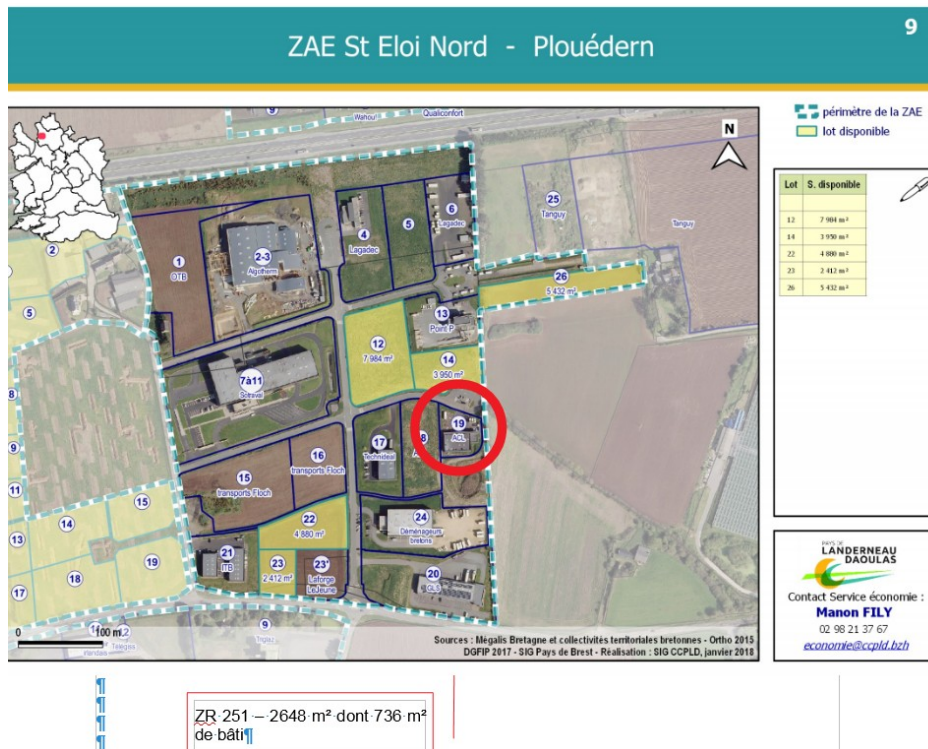 ZAE St Eloi Nord - Plouédern
9
périmètre de la ZAE
lot disponible
N
Lot S. disponible
12 7 984 m²
14 3 950 m²
22 4 880 m²
23 2 412 m²
26 5 432 m²
9
Wahou!
Qualiconfort
2
5
8
9
11
13
14
15
17
18
19
1
DTB
2-3
Algotherm
4
Lagadec
5
6
Lagadec
25
Tanguy
Tanguy
26
5 432 m²
12
7 984 m²
13
Point P
14
3 950 m²
7à11
Sotraval
19
ACL
17
8
15
transports Floch
16
transports Floch
22
4 880 m²
24
Déménageurs
bretons
21
ITB
23
2 412 m²
23'
Laforge
LeJeune
20
GLS
9
Triglaz
0 100 m
Sources : Mégalis Bretagne et collectivités territoriales bretonnes - Ortho 2015
DGFIP 2017 - SIG Pays de Brest - Réalisation : SIG CCPLD, janvier 2018
PAYS DE
LANDERNEAU
DAOULAS
Contact Service économie :
Manon FILY
02 98 21 37 67
economie@ccpld.bzh
ZR·251·–·2648·m²·dont·736·m²
de·bâti¶